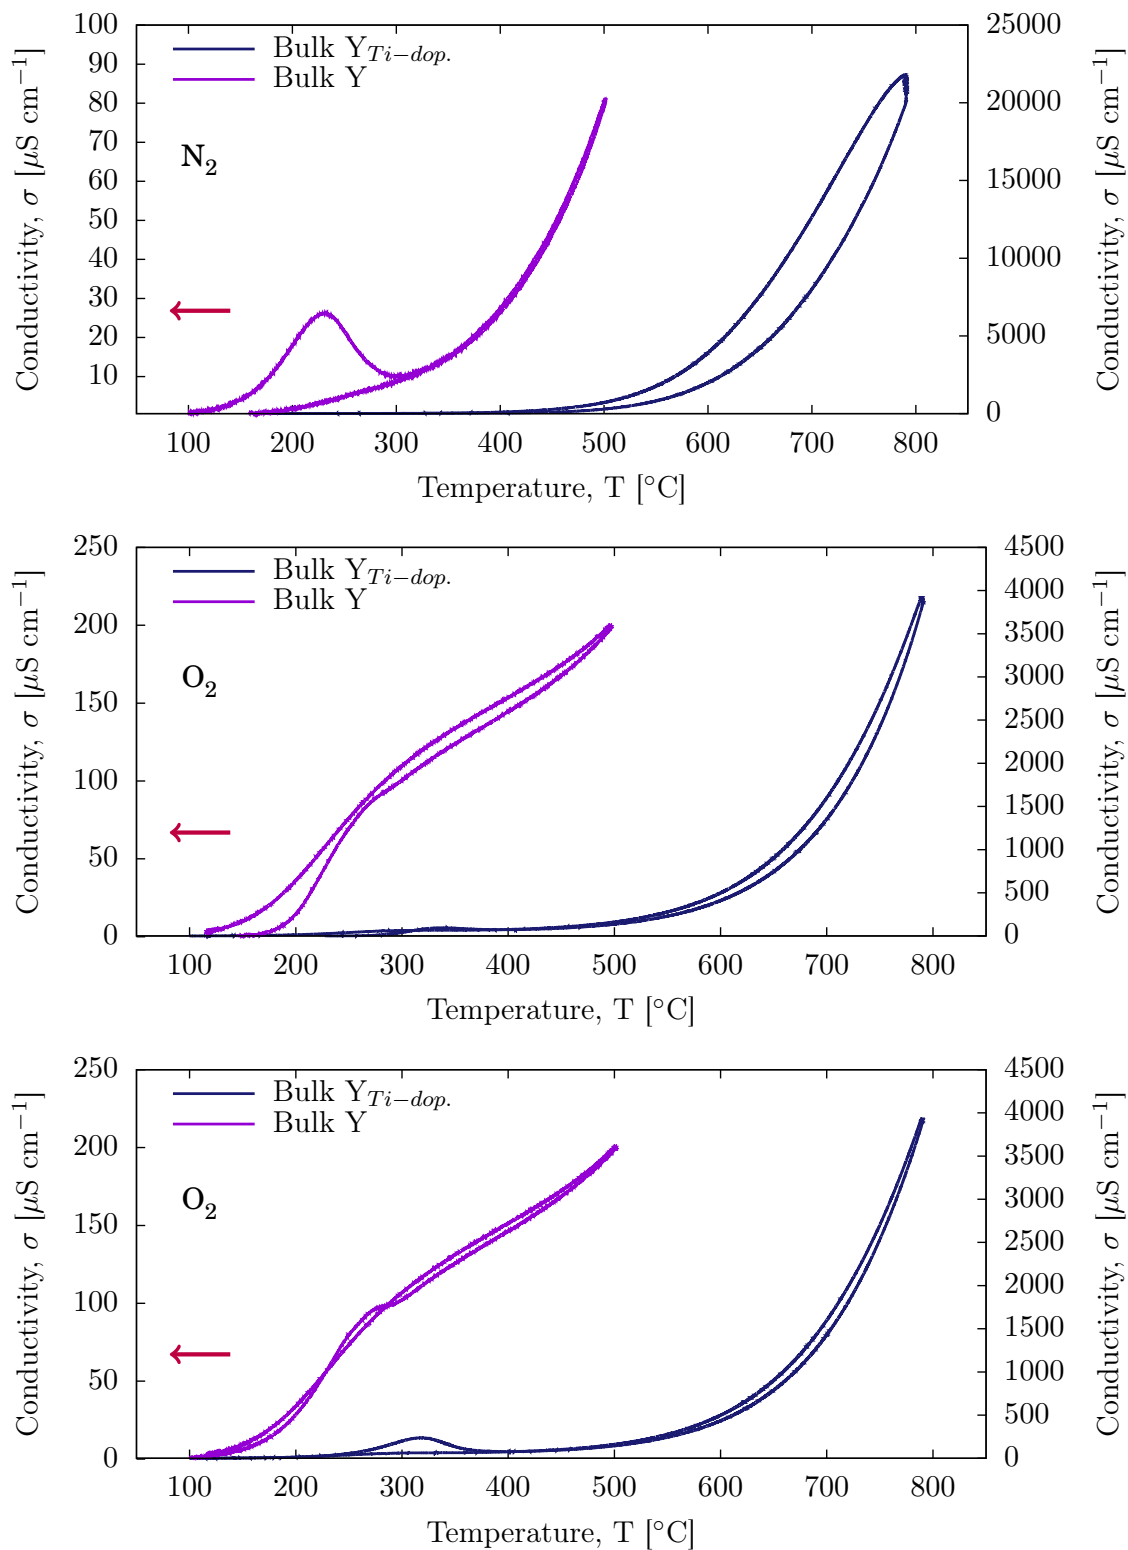 Conductivity, σ [μS cm⁻¹]
100
90
80
70
60
50
40
30
20
10
Bulk Y_Ti−dop.
Bulk Y
N₂
25000
20000
15000
10000
5000
0
Conductivity, σ [μS cm⁻¹]
100 200 300 400 500 600 700 800
Temperature, T [°C]
Conductivity, σ [μS cm⁻¹]
250
200
150
100
50
0
Bulk Y_Ti−dop.
Bulk Y
O₂
4500
4000
3500
3000
2500
2000
1500
1000
500
0
Conductivity, σ [μS cm⁻¹]
100 200 300 400 500 600 700 800
Temperature, T [°C]
Conductivity, σ [μS cm⁻¹]
250
200
150
100
50
0
Bulk Y_Ti−dop.
Bulk Y
O₂
4500
4000
3500
3000
2500
2000
1500
1000
500
0
Conductivity, σ [μS cm⁻¹]
100 200 300 400 500 600 700 800
Temperature, T [°C]